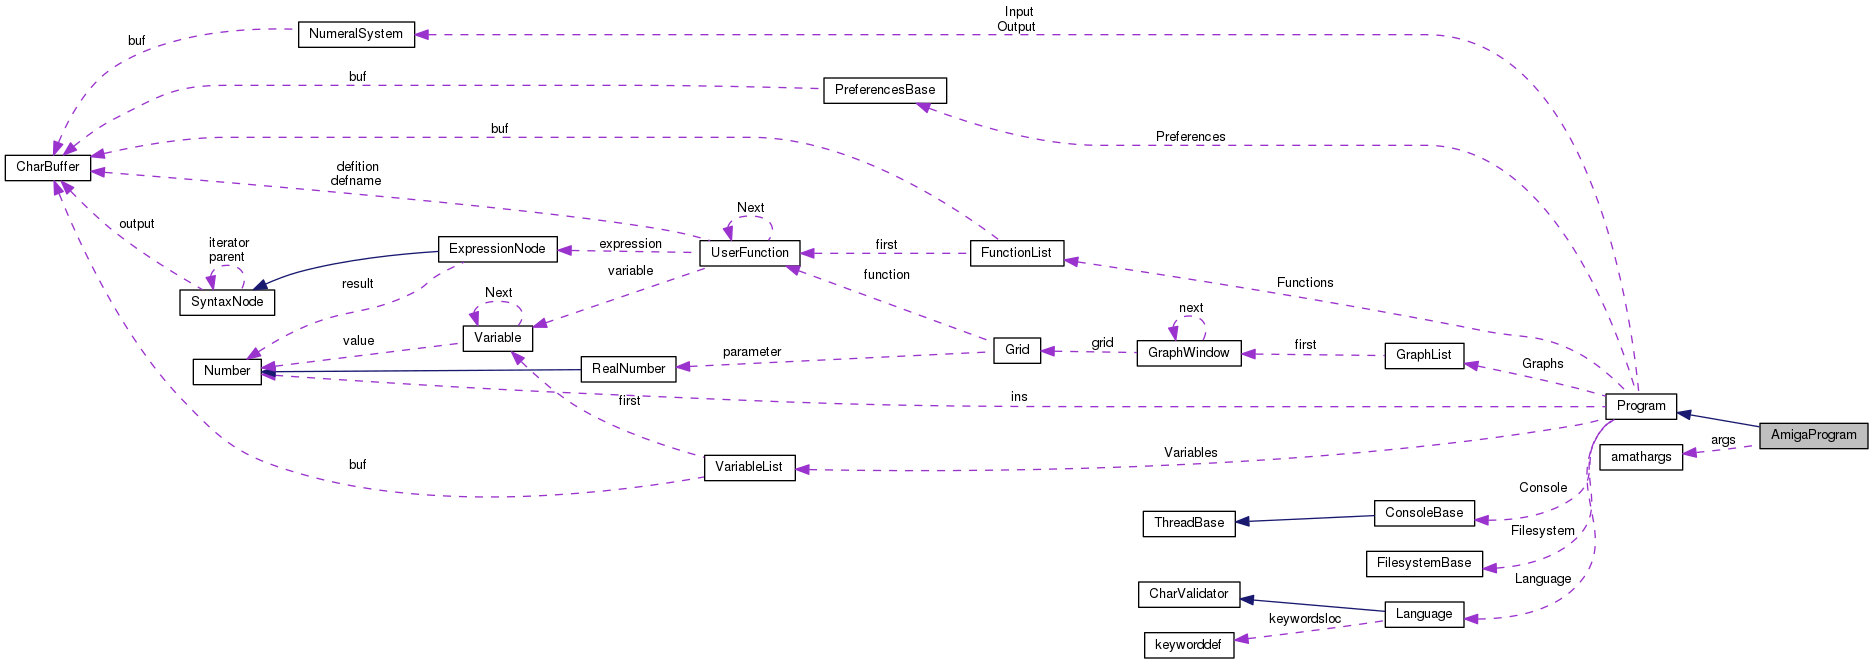 Input
Output
NumeralSystem
buf
buf
PreferencesBase
buf
Preferences
CharBuffer
defition
defname
output
Next
iterator
parent
ExpressionNode
expression
UserFunction
first
FunctionList
variable
function
Functions
result
SyntaxNode
Next
next
Variable
value
parameter
Grid
grid
GraphWindow
first
GraphList
Graphs
Number
RealNumber
first
ins
Program
AmigaProgram
args
amathargs
Variables
buf
VariableList
Console
ConsoleBase
ThreadBase
Filesystem
FilesystemBase
Language
CharValidator
Language
keywordsloc
keyworddef